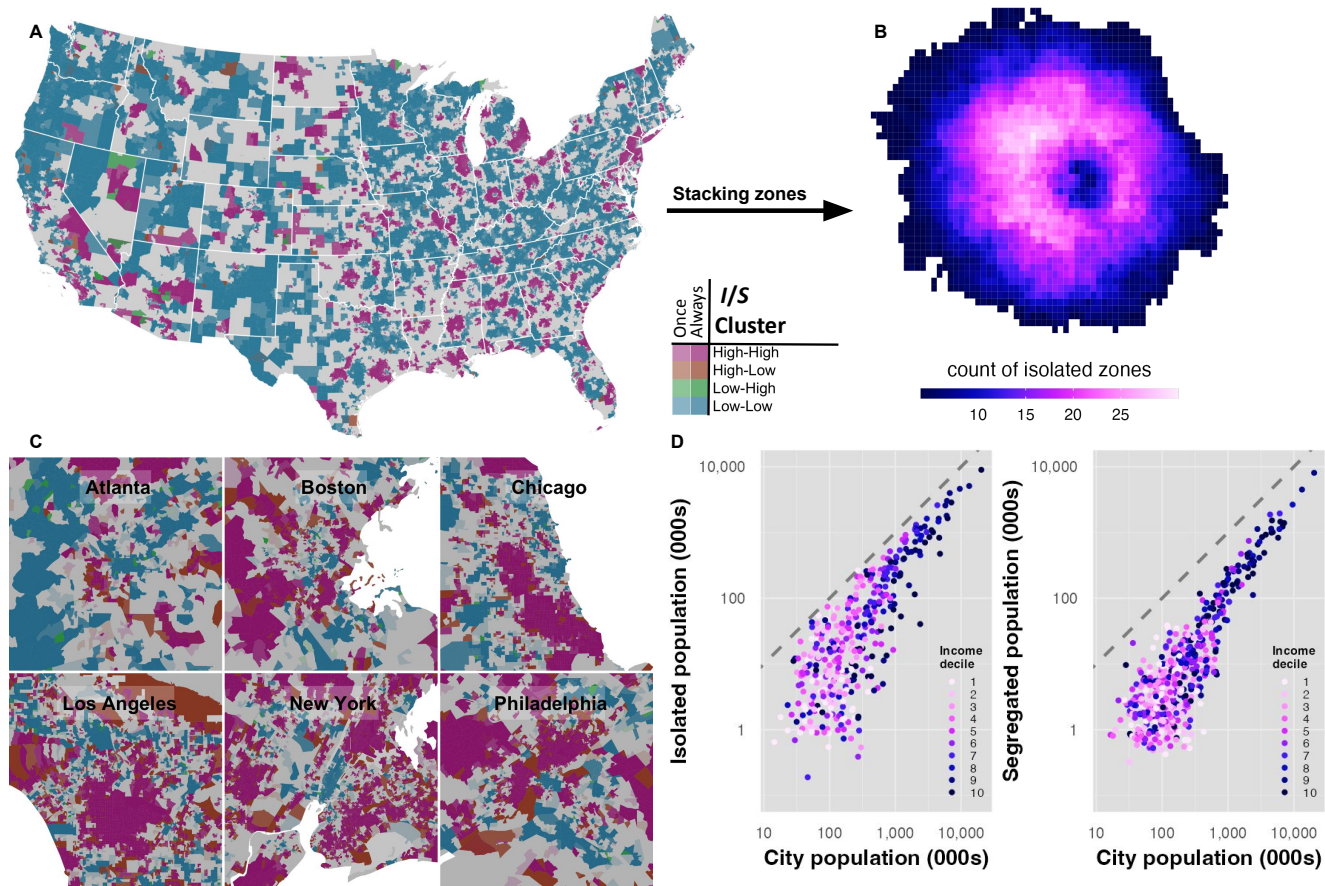 A
B
Stacking zones
Once
Always
I/S
Cluster
High-High
High-Low
Low-High
Low-Low
count of isolated zones
10 15 20 25
C
Atlanta
Boston
Chicago
Los Angeles
New York
Philadelphia
D
Isolated population (000s)
10,000
100
1
Income
decile
1
2
3
4
5
6
7
8
9
10
10 100 1,000 10,000
City population (000s)
Segregated population (000s)
10,000
100
1
Income
decile
1
2
3
4
5
6
7
8
9
10
10 100 1,000 10,000
City population (000s)